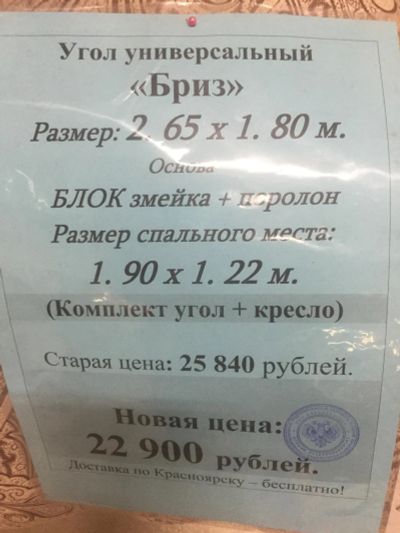 Угол универсальный
«Бриз»
Размер: 2. 65 х 1. 80 м.
Основа
БЛОК змейка + поролон
Размер спального места:
1. 90 х 1. 22 м.
(Комплект угол + кресло)
Старая цена: 25 840 рублей.
Новая цена:
22 900 рублей.
Доставка по Красноярску – бесплатно!